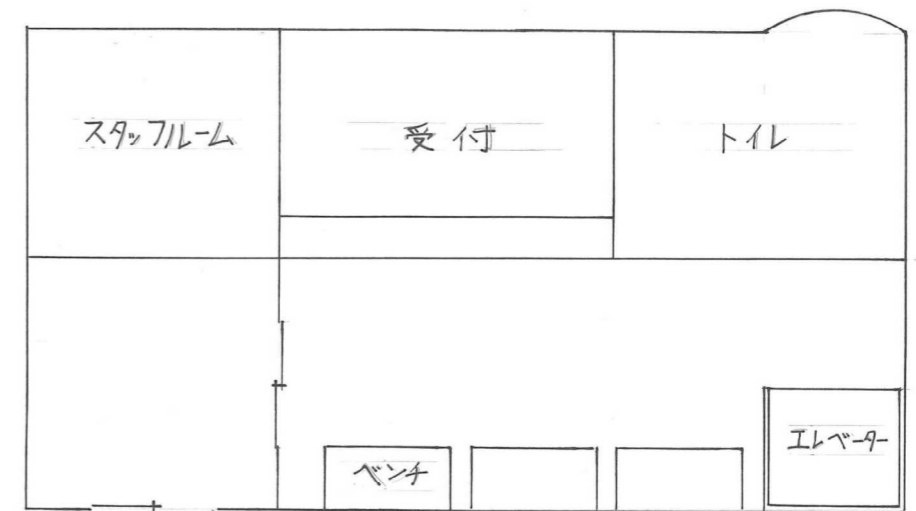 スタッフルーム
受付
トイレ
エレベーター
ベンチ